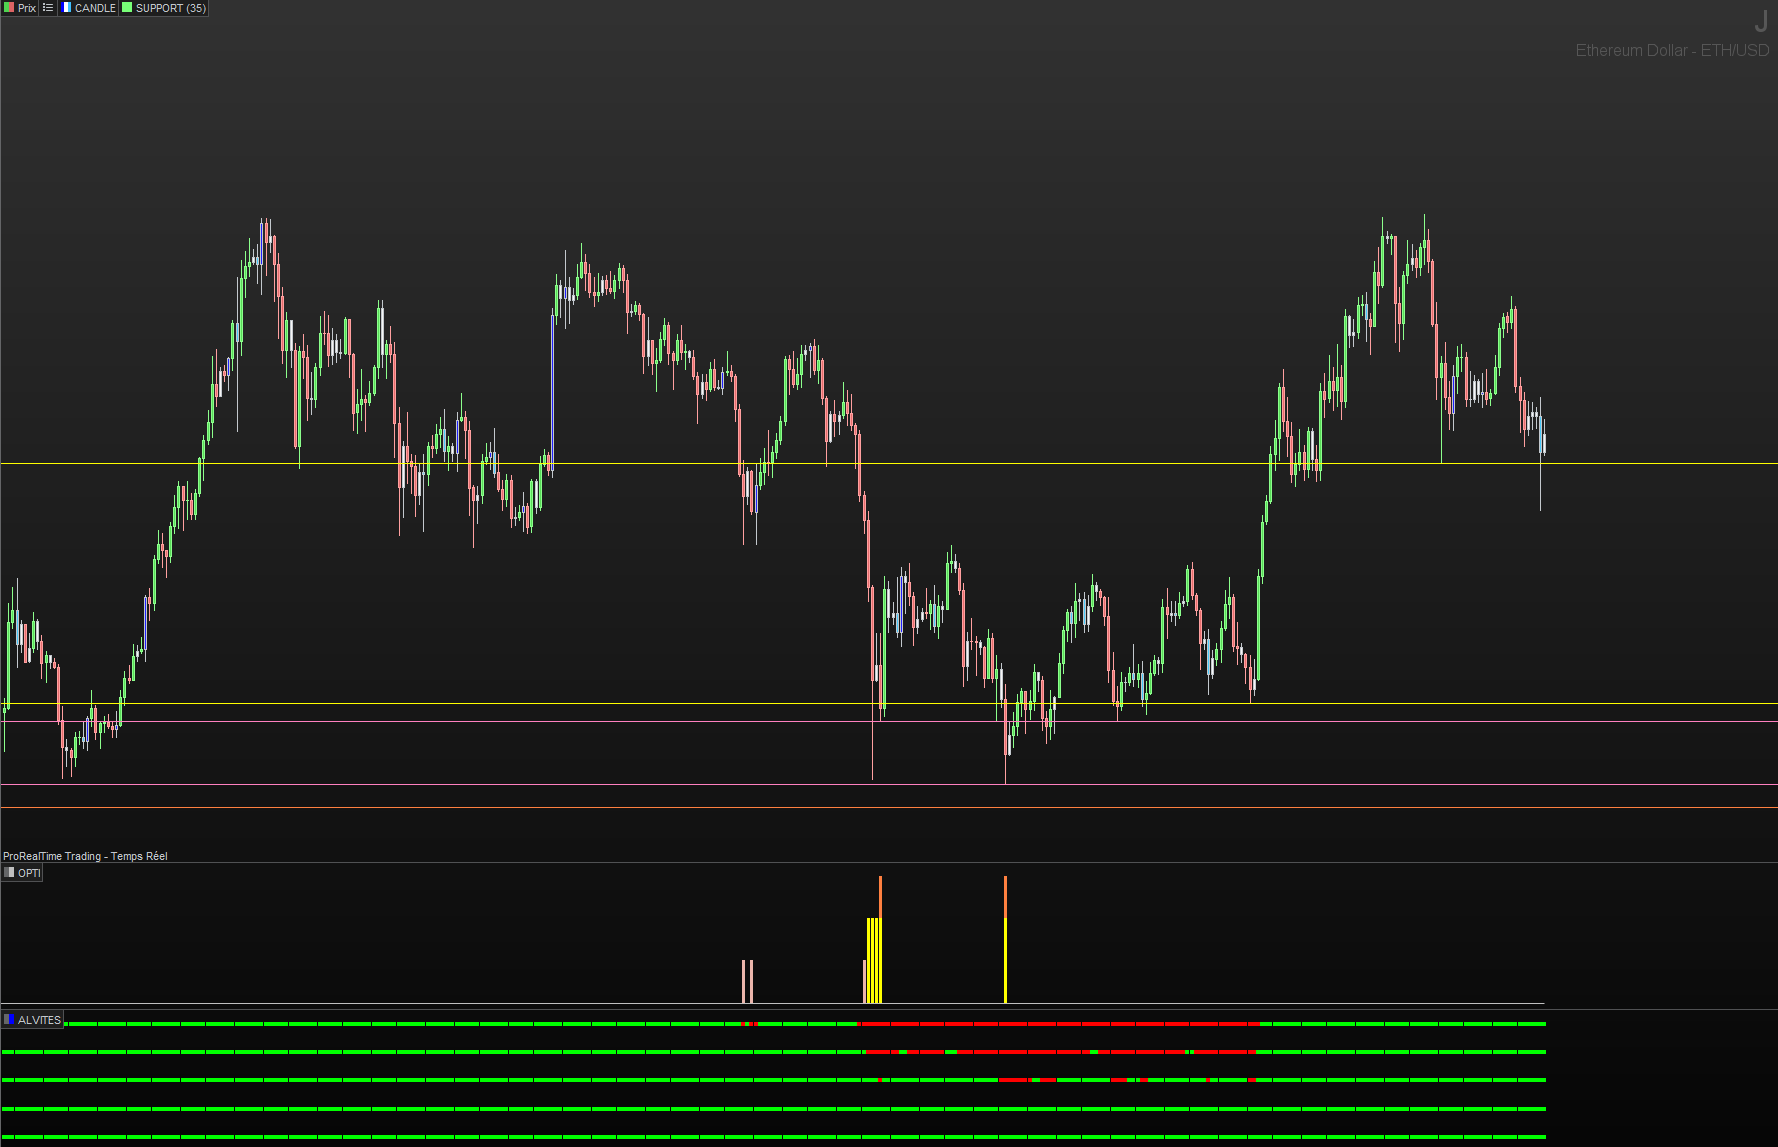 Prix CANDLE SUPPORT (35)
J
Ethereum Dollar - ETH/USD
ProRealTime Trading - Temps Réel
OPTI
ALVITES